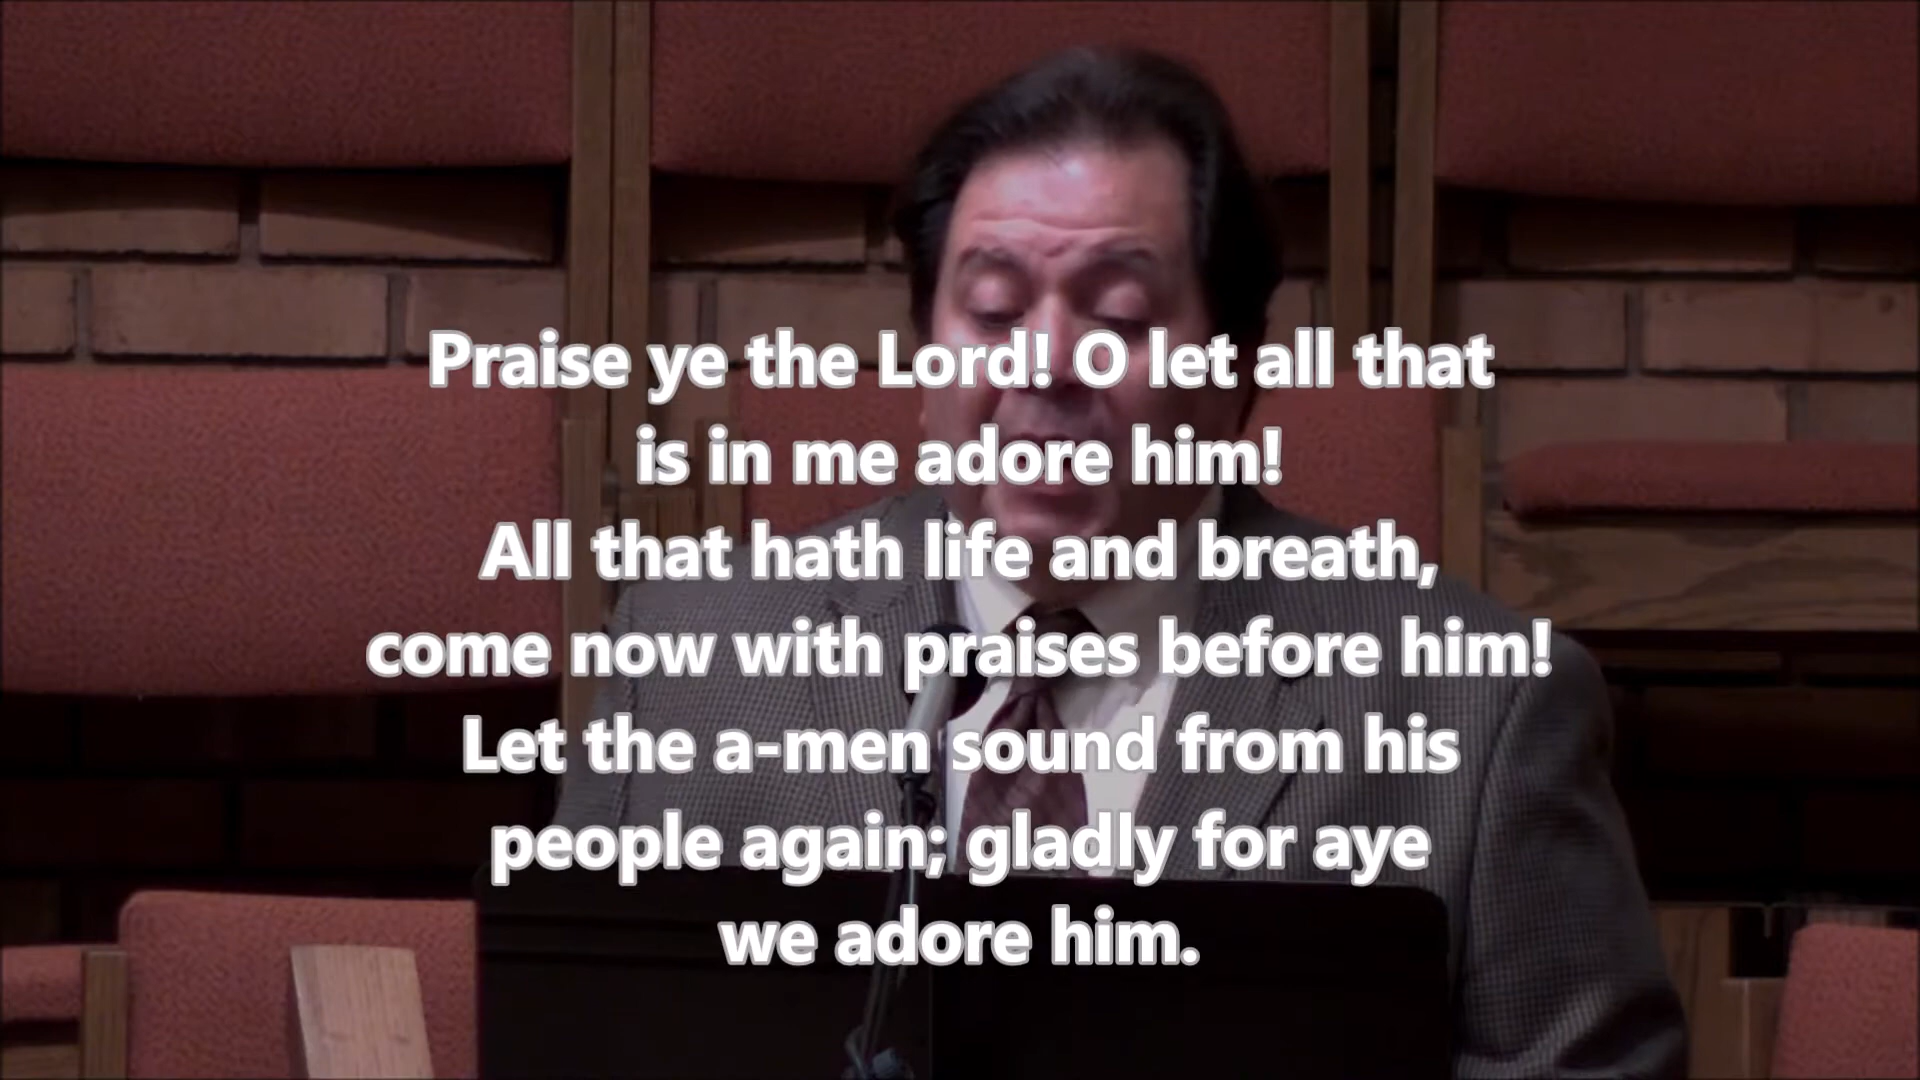 Praise ye the Lord! O let all that
is in me adore him!
All that hath life and breath,
come now with praises before him!
Let the a-men sound from his
people again; gladly for aye
we adore him.